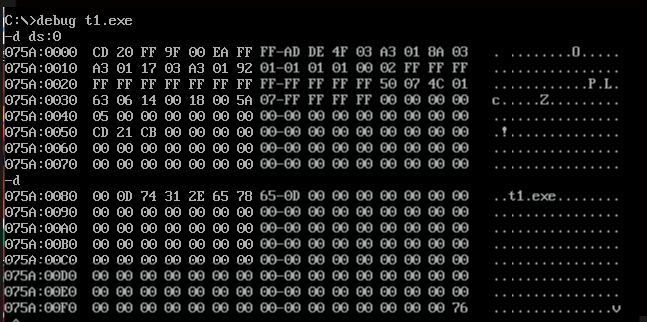 C:\>debug t1.exe
-d ds:0
075A:0000  CD 20 FF 9F 00 EA FF FF-AD DE 4F 03 A3 01 8A 03   . ........O.....
075A:0010  A3 01 17 03 A3 01 92 01-01 01 01 00 02 FF FF FF   ................
075A:0020  FF FF FF FF FF FF FF FF-FF FF FF FF 50 07 4C 01   ............P.L.
075A:0030  63 06 14 00 18 00 5A 07-FF FF FF FF 00 00 00 00   c.....Z.........
075A:0040  05 00 00 00 00 00 00 00-00 00 00 00 00 00 00 00   ................
075A:0050  CD 21 CB 00 00 00 00 00-00 00 00 00 00 00 00 00   .!..............
075A:0060  00 00 00 00 00 00 00 00-00 00 00 00 00 00 00 00   ................
075A:0070  00 00 00 00 00 00 00 00-00 00 00 00 00 00 00 00   ................
-d
075A:0080  00 0D 74 31 2E 65 78 65-0D 00 00 00 00 00 00 00   ..t1.exe........
075A:0090  00 00 00 00 00 00 00 00-00 00 00 00 00 00 00 00   ................
075A:00A0  00 00 00 00 00 00 00 00-00 00 00 00 00 00 00 00   ................
075A:00B0  00 00 00 00 00 00 00 00-00 00 00 00 00 00 00 00   ................
075A:00C0  00 00 00 00 00 00 00 00-00 00 00 00 00 00 00 00   ................
075A:00D0  00 00 00 00 00 00 00 00-00 00 00 00 00 00 00 00   ................
075A:00E0  00 00 00 00 00 00 00 00-00 00 00 00 00 00 00 00   ................
075A:00F0  00 00 00 00 00 00 00 00-00 00 00 00 00 00 00 76   ...............v